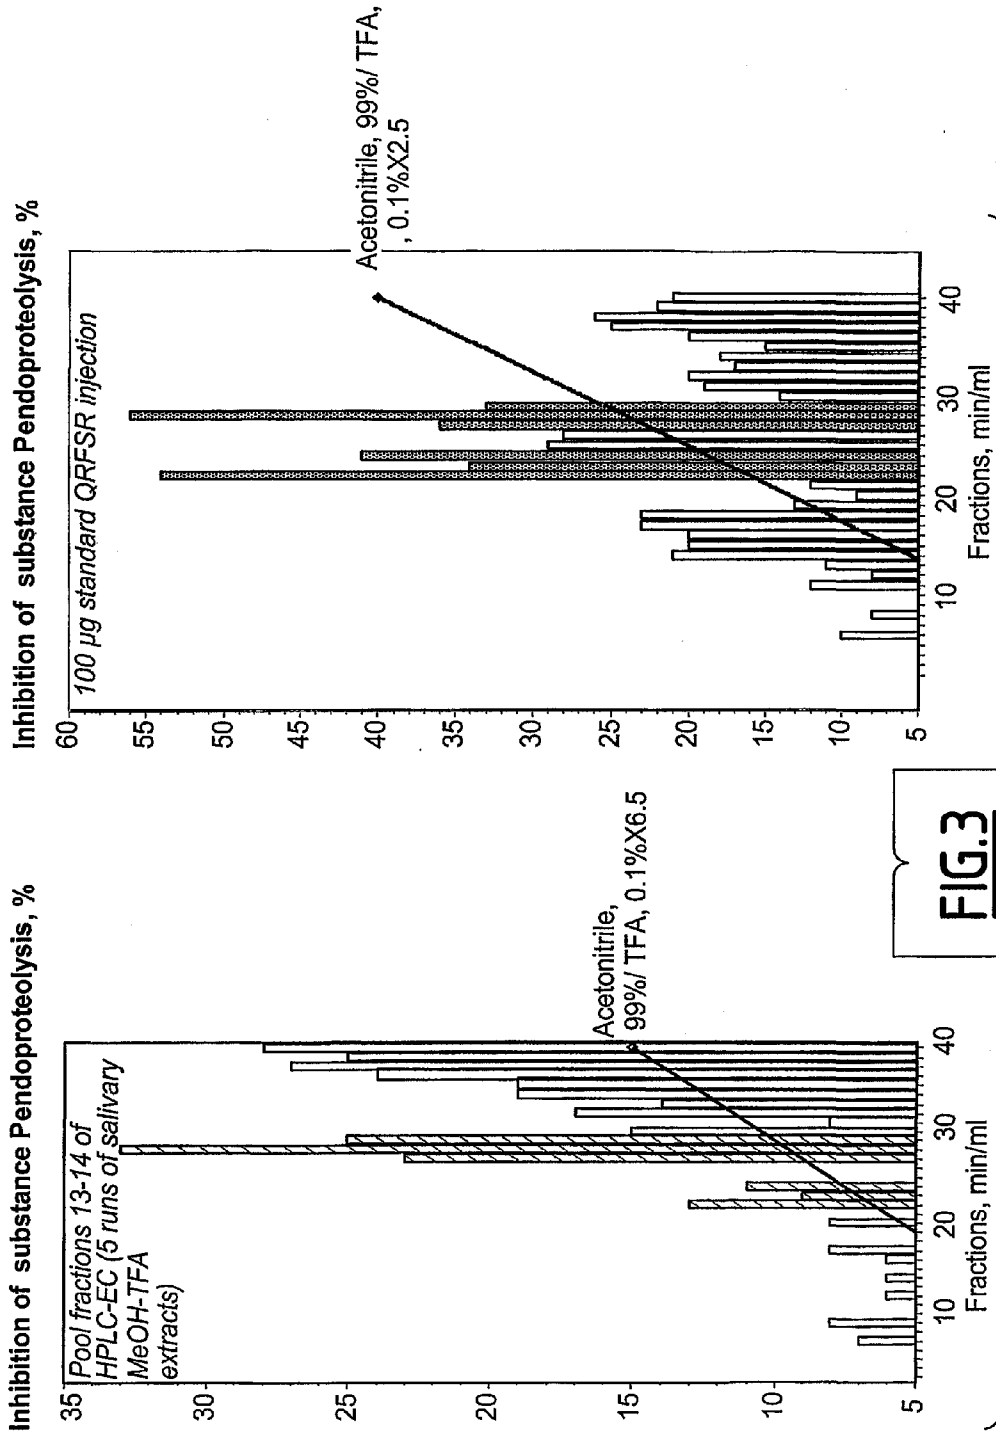 Inhibition of substance Pendoproteolysis, %
35
30
25
20
15
10
5
Pool fractions 13-14 of
HPLC-EC (5 runs of salivary
MeOH-TFA
extracts)
Acetonitrile,
99%/ TFA, 0.1%X6.5
10
20
30
40
Fractions, min/ml
Inhibition of substance Pendoproteolysis, %
60
55
50
45
40
35
30
25
20
15
10
5
100 µg standard QRFSR injection
Acetonitrile, 99%/ TFA,
, 0.1%X2.5
10
20
30
40
Fractions, min/ml
FIG.3